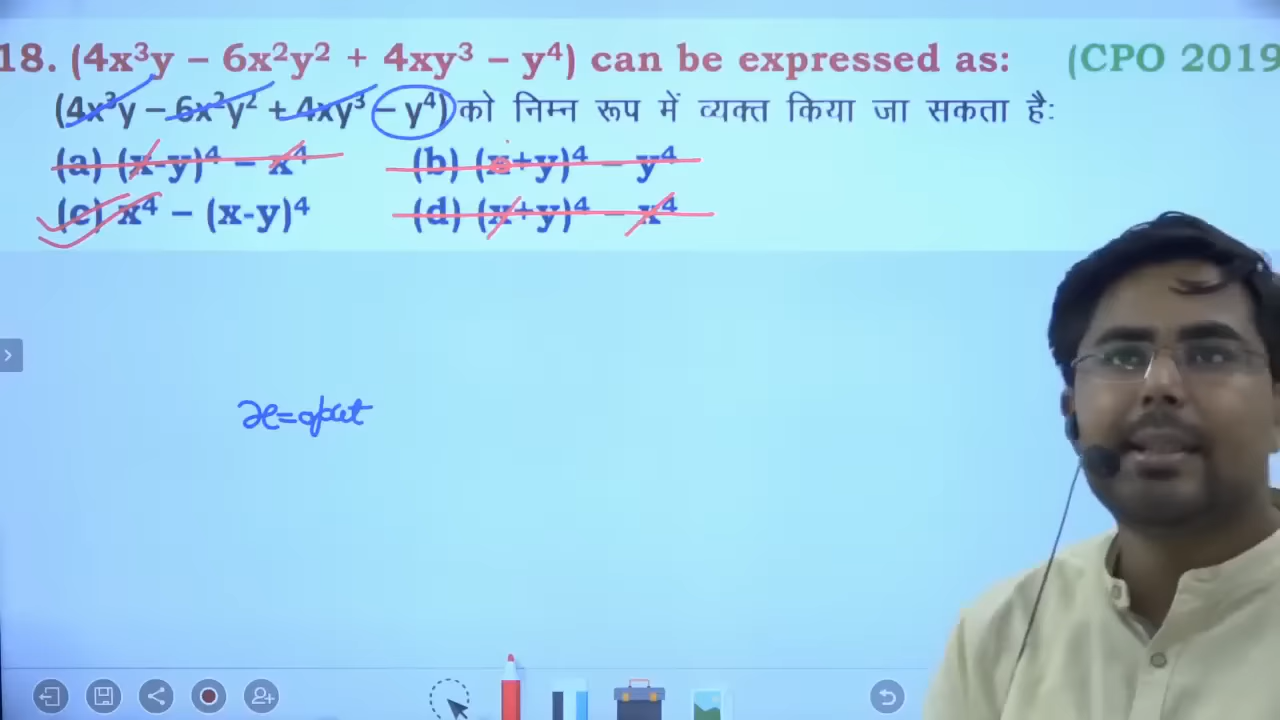 18. (4x³y – 6x²y² + 4xy³ – y⁴) can be expressed as: (CPO 2019
(4x³y – 6x²y² + 4xy³ – y⁴) को निम्न रूप में व्यक्त किया जा सकता है:
(a) (x-y)⁴ – x⁴ (b) (x+y)⁴ – y⁴
(c) x⁴ – (x-y)⁴ (d) (x+y)⁴ – x⁴